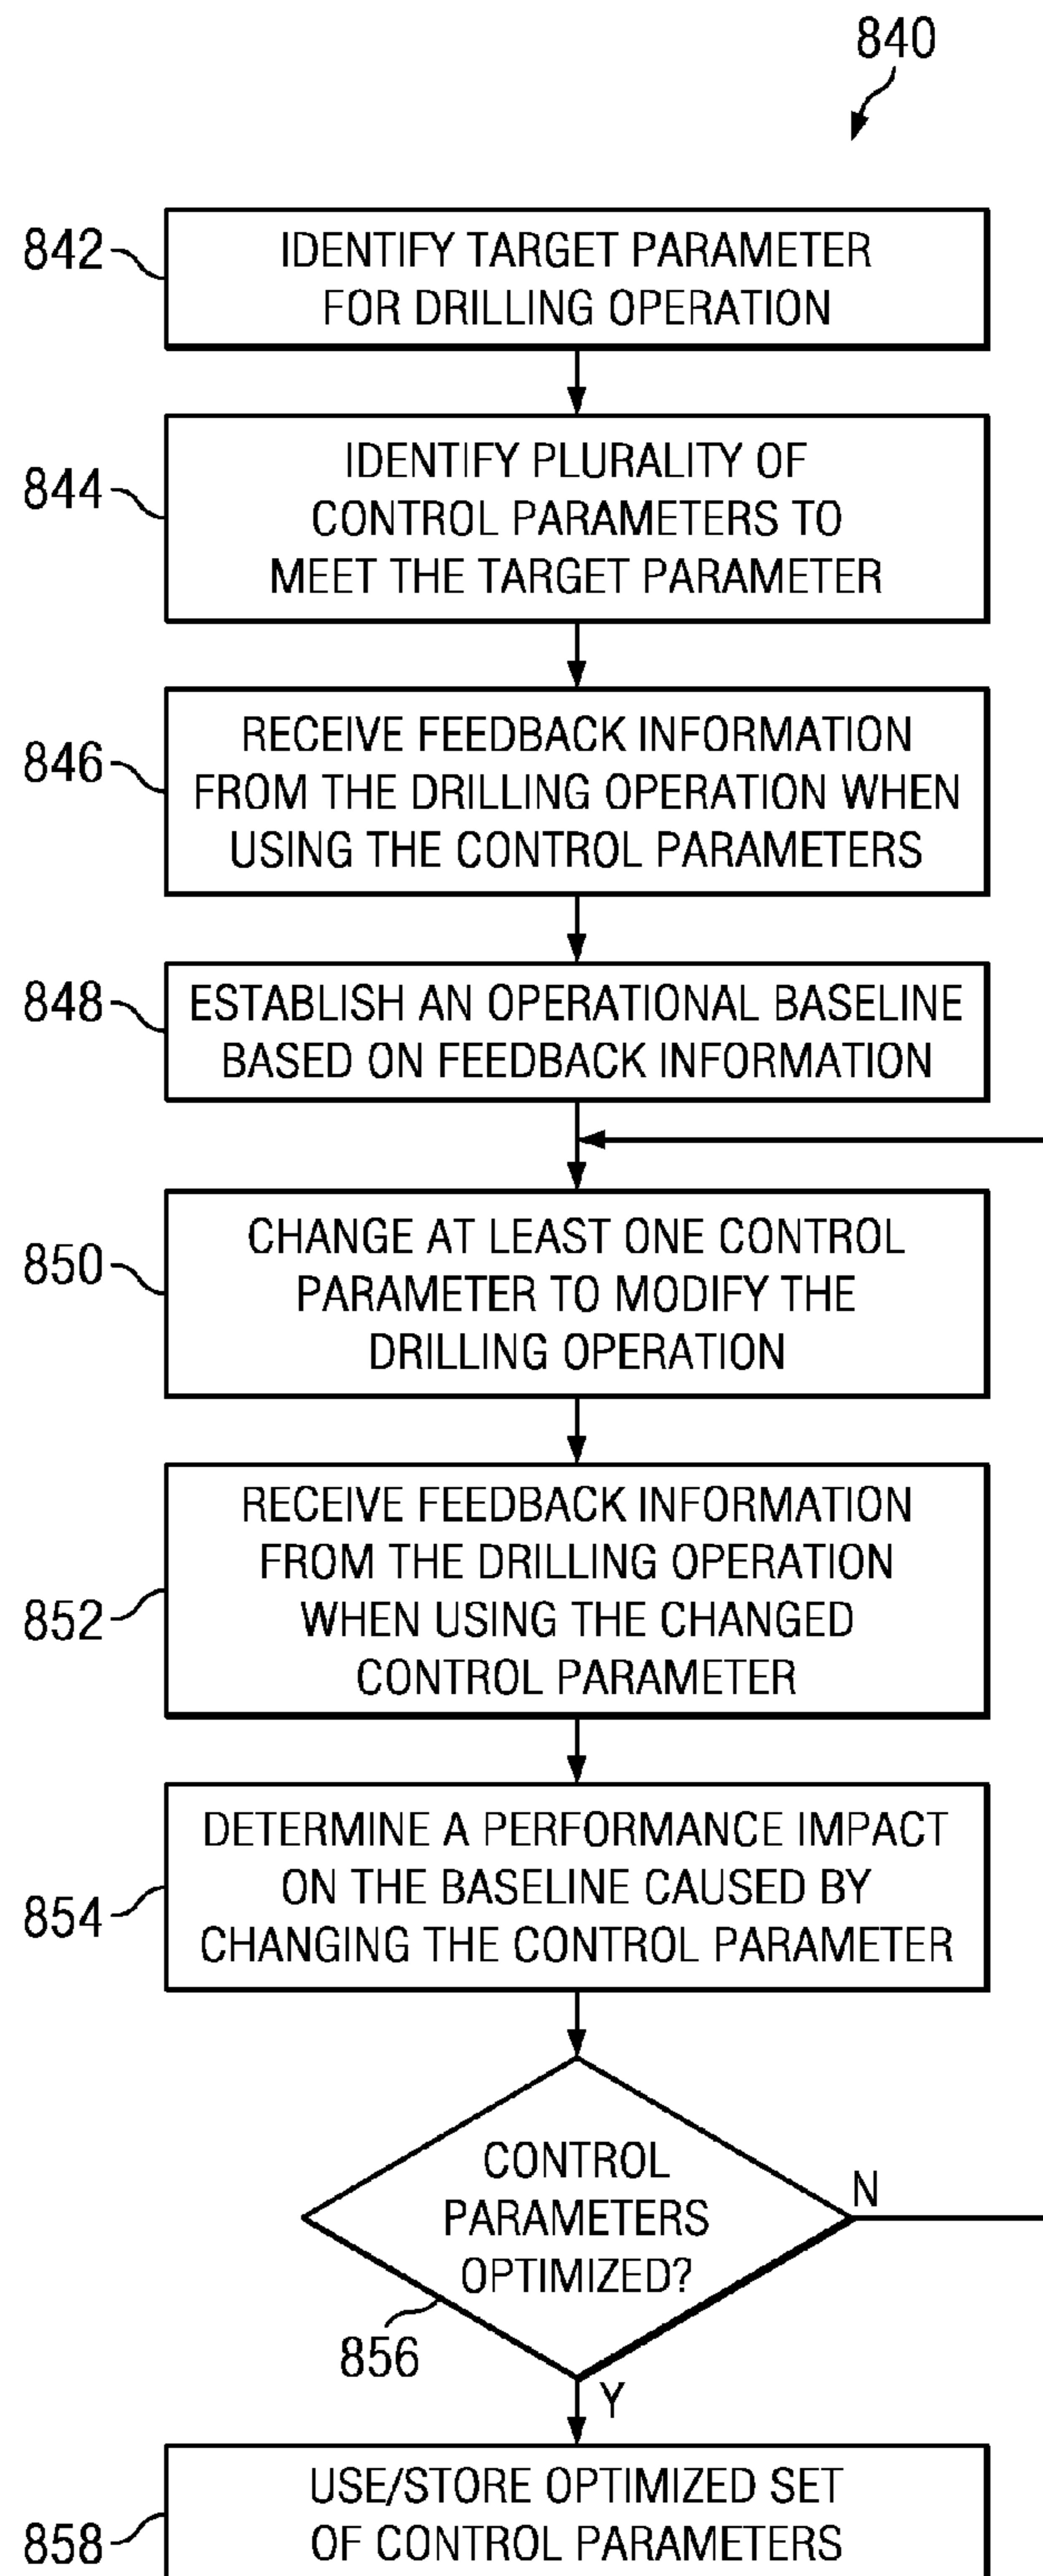 840
842
IDENTIFY TARGET PARAMETER
FOR DRILLING OPERATION
844
IDENTIFY PLURALITY OF
CONTROL PARAMETERS TO
MEET THE TARGET PARAMETER
846
RECEIVE FEEDBACK INFORMATION
FROM THE DRILLING OPERATION WHEN
USING THE CONTROL PARAMETERS
848
ESTABLISH AN OPERATIONAL BASELINE
BASED ON FEEDBACK INFORMATION
850
CHANGE AT LEAST ONE CONTROL
PARAMETER TO MODIFY THE
DRILLING OPERATION
852
RECEIVE FEEDBACK INFORMATION
FROM THE DRILLING OPERATION
WHEN USING THE CHANGED
CONTROL PARAMETER
854
DETERMINE A PERFORMANCE IMPACT
ON THE BASELINE CAUSED BY
CHANGING THE CONTROL PARAMETER
CONTROL
PARAMETERS
OPTIMIZED?
N
856
Y
858
USE/STORE OPTIMIZED SET
OF CONTROL PARAMETERS